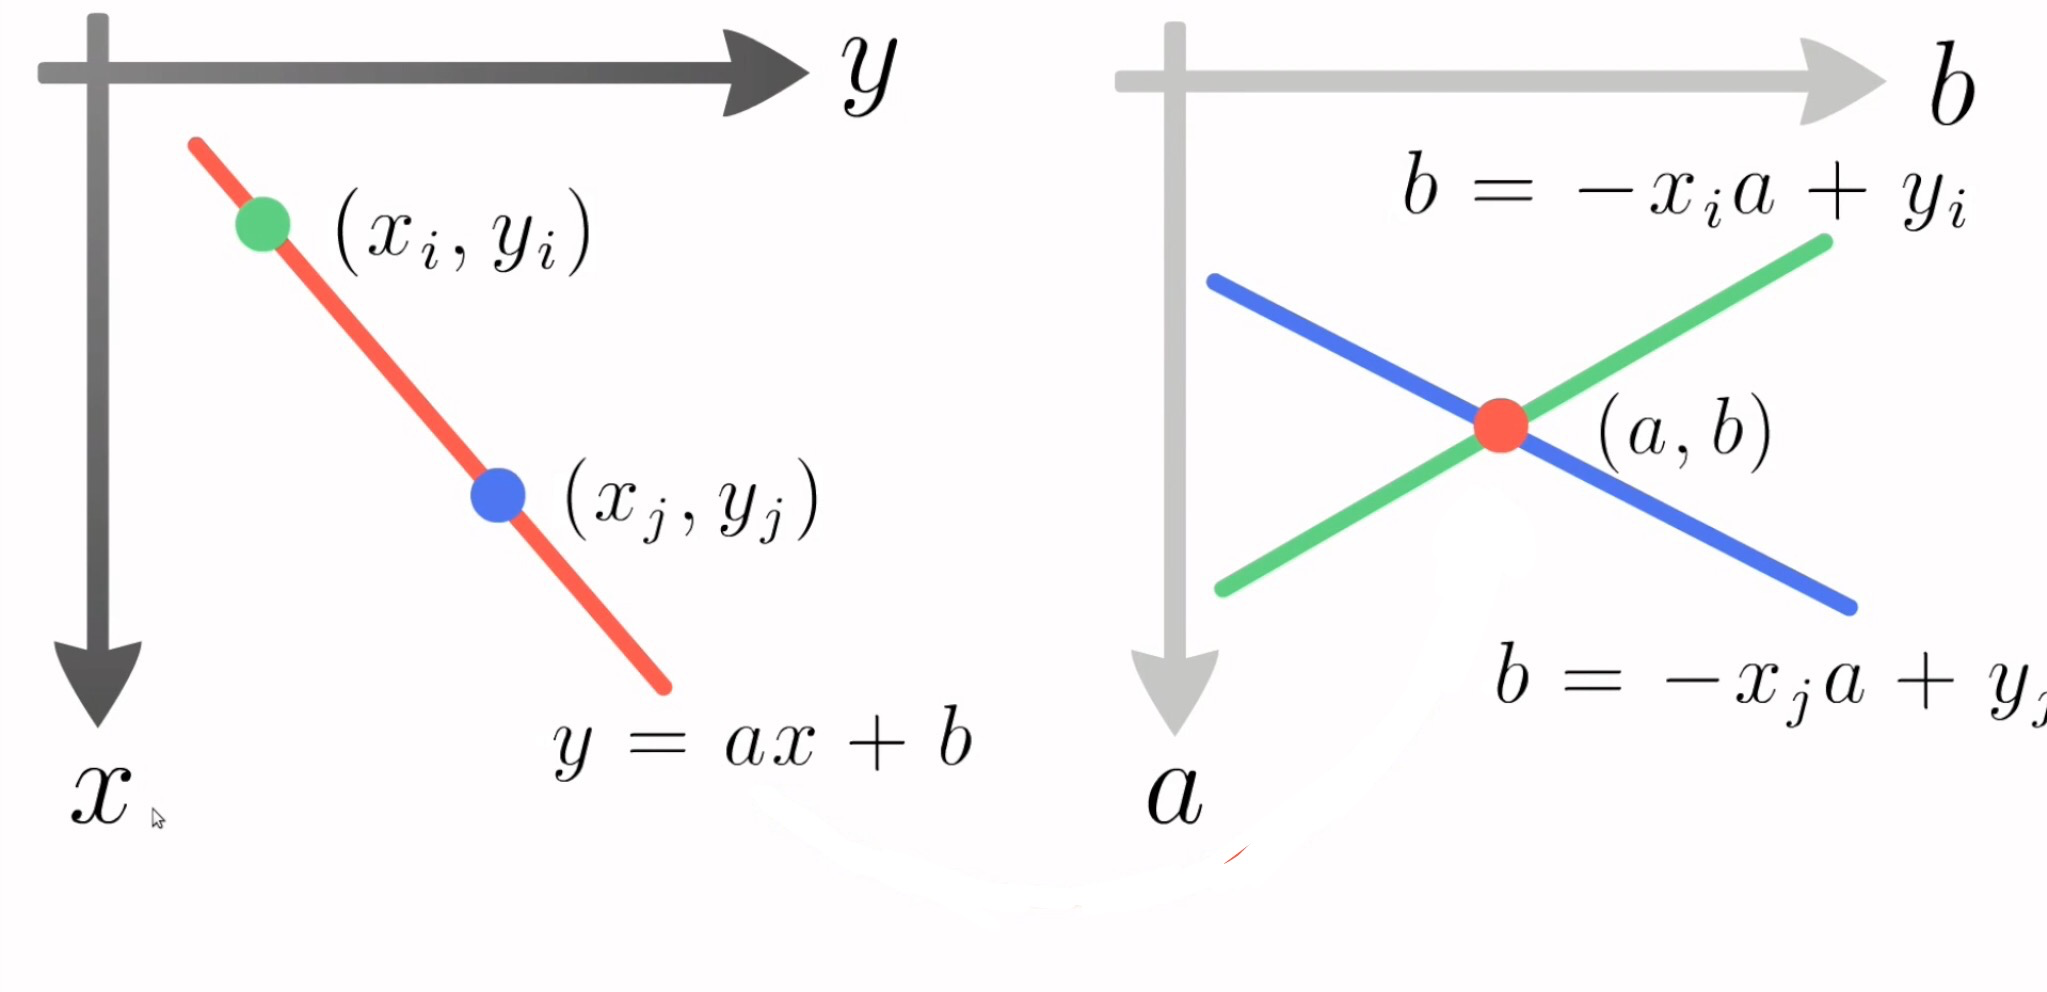 y
(x_i, y_i)
(x_j, y_j)
y = ax + b
x
b
b = -x_i a + y_i
(a, b)
b = -x_j a + y_j
a